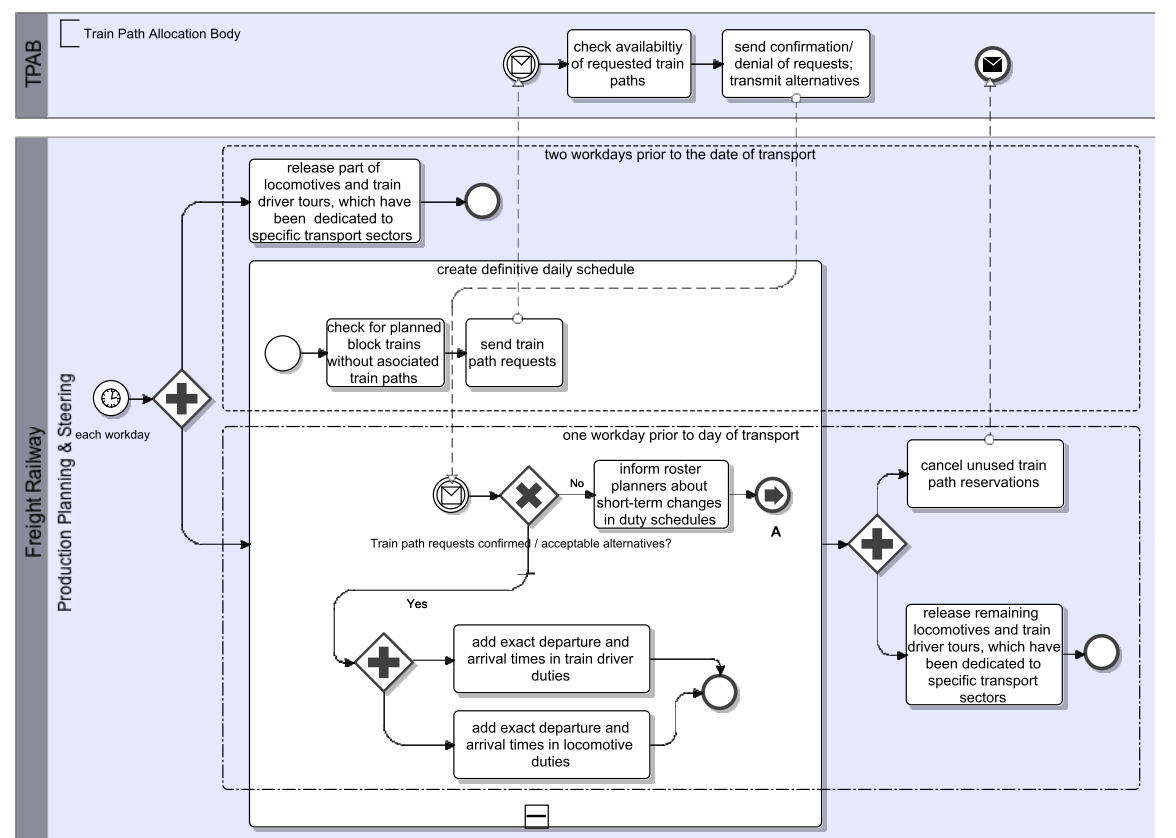 TPAB
Train Path Allocation Body
check availabiltiy
of requested train
paths
send confirmation/
denial of requests;
transmit alternatives
Freight Railway
Production Planning & Steering
each workday
two workdays prior to the date of transport
release part of
locomotives and train
driver tours, which have
been dedicated to
specific transport sectors
create definitive daily schedule
check for planned
block trains
without asociated
train paths
send train
path requests
one workday prior to day of transport
No
inform roster
planners about
short-term changes
in duty schedules
A
Train path requests confirmed / acceptable alternatives?
Yes
add exact departure and
arrival times in train driver
duties
add exact departure and
arrival times in locomotive
duties
cancel unused train
path reservations
release remaining
locomotives and train
driver tours, which have
been dedicated to
specific transport
sectors